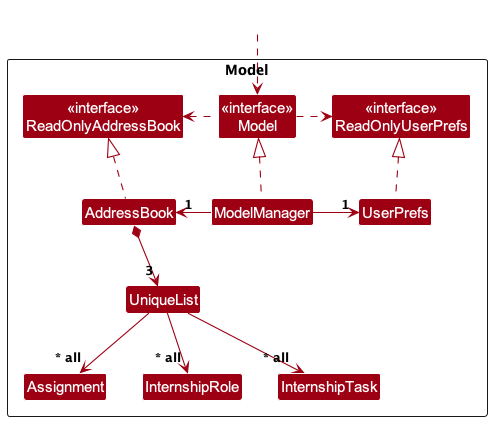 Model
«interface»
ReadOnlyAddressBook
«interface»
Model
«interface»
ReadOnlyUserPrefs
AddressBook
1
ModelManager
1
UserPrefs
3
UniqueList
* all
* all
* all
Assignment
InternshipRole
InternshipTask